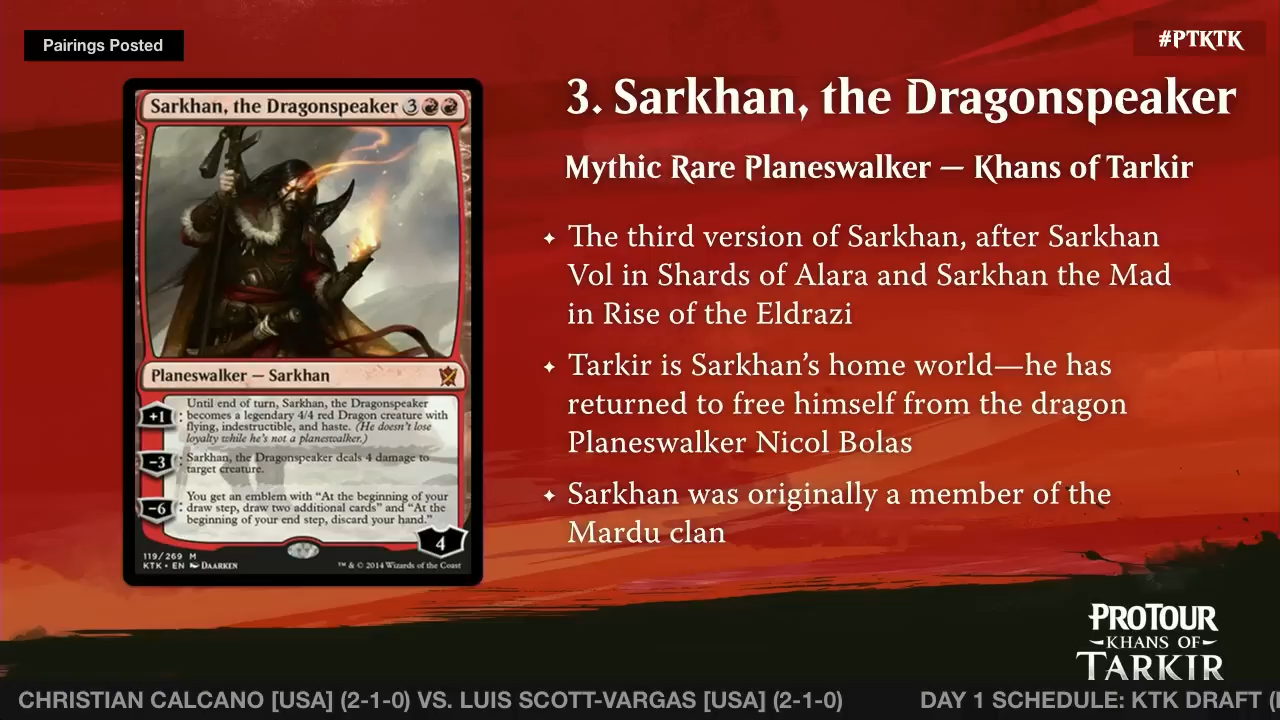 Pairings Posted
#PTKTK
Sarkhan, the Dragonspeaker 3
Planeswalker — Sarkhan
+1 : Until end of turn, Sarkhan, the Dragonspeaker
becomes a legendary 4/4 red Dragon creature with
flying, indestructible, and haste. (He doesn't lose
loyalty while he's not a planeswalker.)
−3 : Sarkhan, the Dragonspeaker deals 4 damage to
target creature.
−6 : You get an emblem with “At the beginning of your
draw step, draw two additional cards” and “At the
beginning of your end step, discard your hand.”
4
119/269 M
KTK • EN DAARKEN
™ & © 2014 Wizards of the Coast
3. Sarkhan, the Dragonspeaker
Mythic Rare Planeswalker — Khans of Tarkir
✦ The third version of Sarkhan, after Sarkhan
Vol in Shards of Alara and Sarkhan the Mad
in Rise of the Eldrazi
✦ Tarkir is Sarkhan’s home world—he has
returned to free himself from the dragon
Planeswalker Nicol Bolas
✦ Sarkhan was originally a member of the
Mardu clan
PRO TOUR
KHANS OF
TARKIR
CHRISTIAN CALCANO [USA] (2-1-0) VS. LUIS SCOTT-VARGAS [USA] (2-1-0) DAY 1 SCHEDULE: KTK DRAFT (